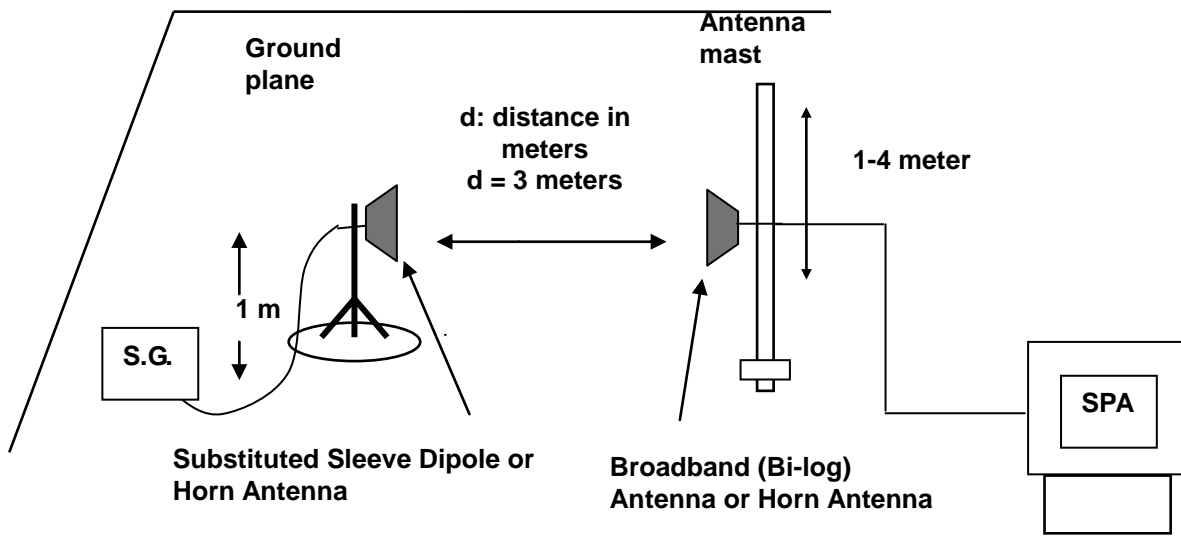 Ground
plane
Antenna
mast
d: distance in
meters
d = 3 meters
1-4 meter
1 m
S.G.
SPA
Substituted Sleeve Dipole or
Horn Antenna
Broadband (Bi-log)
Antenna or Horn Antenna